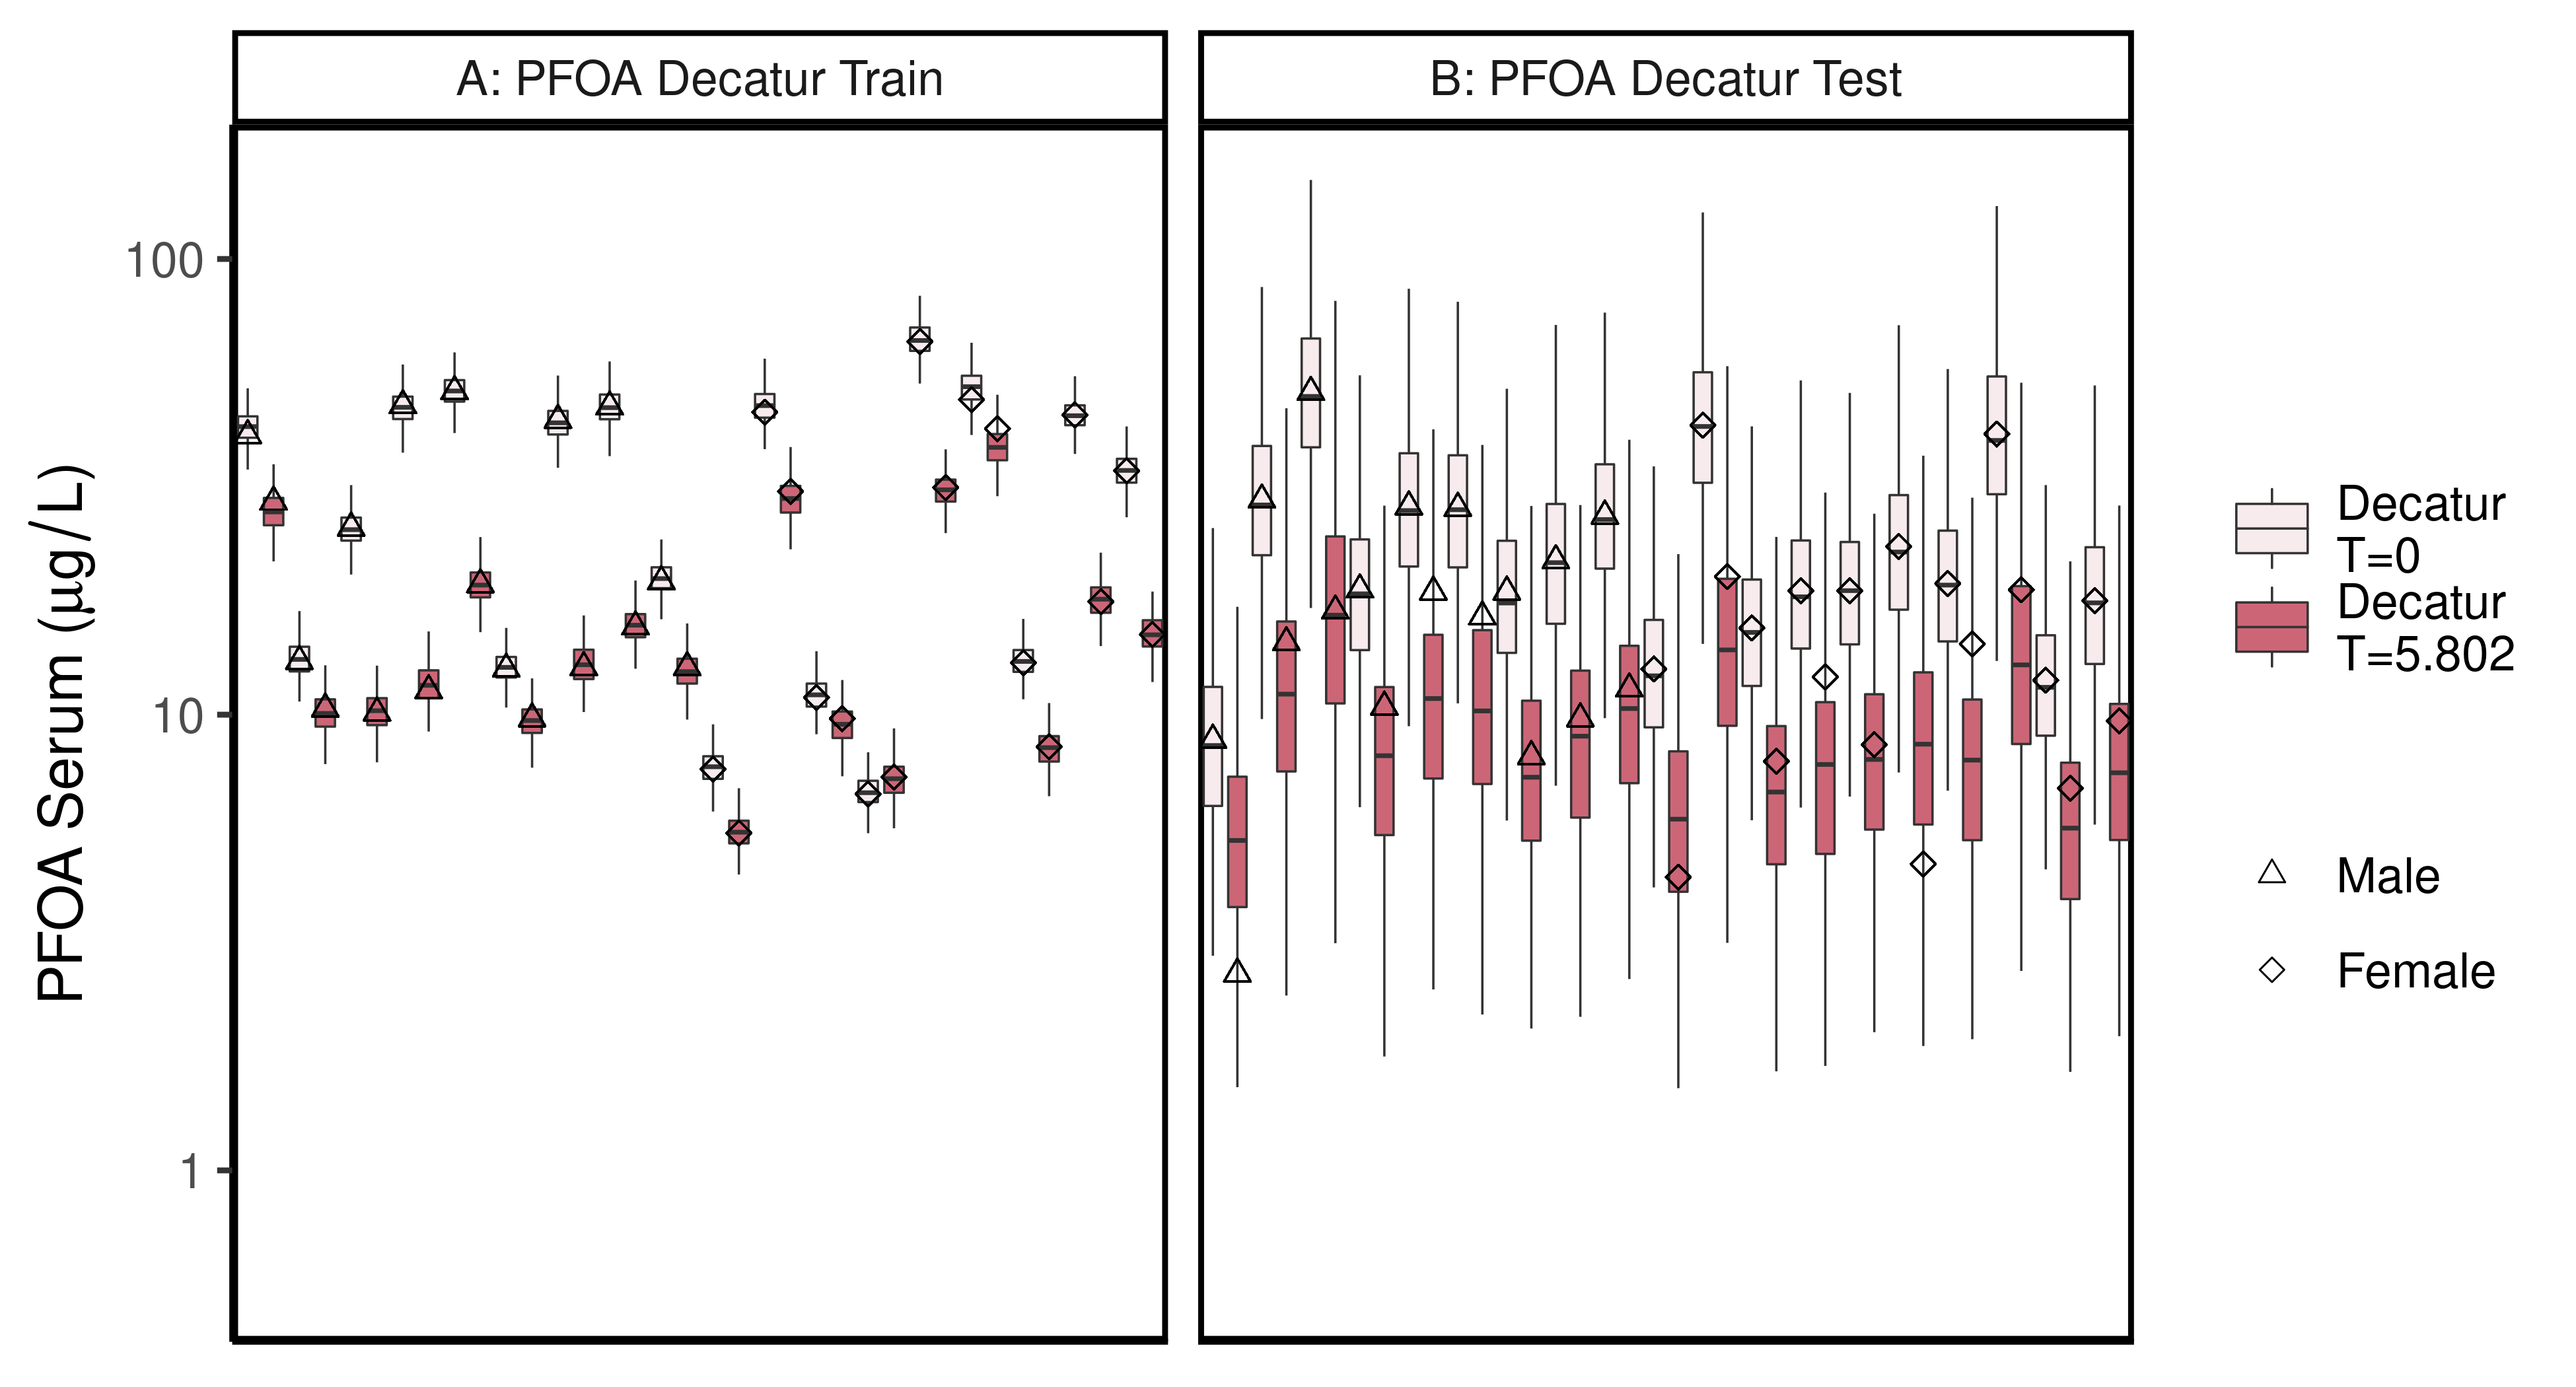 A: PFOA Decatur Train
B: PFOA Decatur Test
PFOA Serum (μg/L)
100
10
1
Decatur
T=0
Decatur
T=5.802
Male
Female